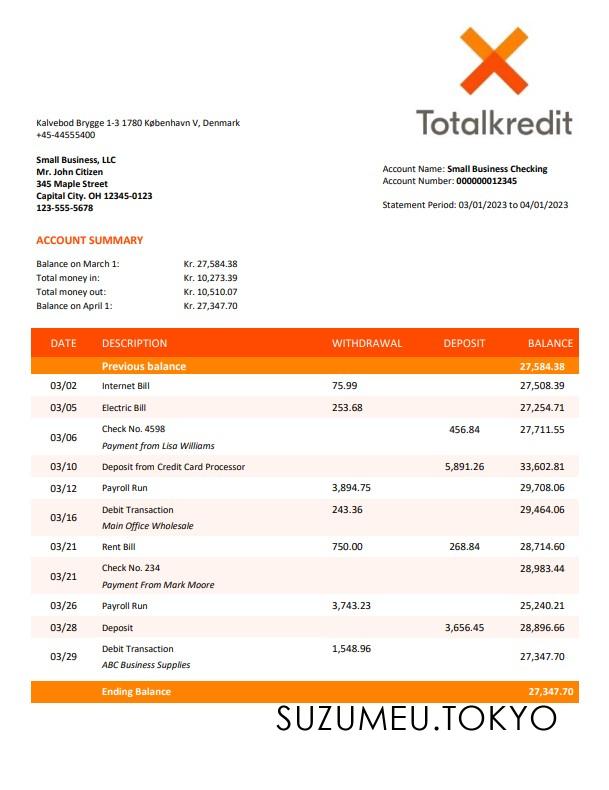 Totalkredit
Kalvebod Brygge 1-3 1780 København V, Denmark
+45-44555400
Small Business, LLC
Mr. John Citizen
345 Maple Street
Capital City. OH 12345-0123
123-555-5678
Account Name: Small Business Checking
Account Number: 000000012345
Statement Period: 03/01/2023 to 04/01/2023
ACCOUNT SUMMARY
Balance on March 1: Kr. 27,584.38
Total money in: Kr. 10,273.39
Total money out: Kr. 10,510.07
Balance on April 1: Kr. 27,347.70
DATE DESCRIPTION WITHDRAWAL DEPOSIT BALANCE
Previous balance 27,584.38
03/02 Internet Bill 75.99 27,508.39
03/05 Electric Bill 253.68 27,254.71
03/06 Check No. 4598 456.84 27,711.55
Payment from Lisa Williams
03/10 Deposit from Credit Card Processor 5,891.26 33,602.81
03/12 Payroll Run 3,894.75 29,708.06
03/16 Debit Transaction 243.36 29,464.06
Main Office Wholesale
03/21 Rent Bill 750.00 268.84 28,714.60
03/21 Check No. 234 28,983.44
Payment From Mark Moore
03/26 Payroll Run 3,743.23 25,240.21
03/28 Deposit 3,656.45 28,896.66
03/29 Debit Transaction 1,548.96 27,347.70
ABC Business Supplies
Ending Balance 27,347.70
SUZUMEU.TOKYO